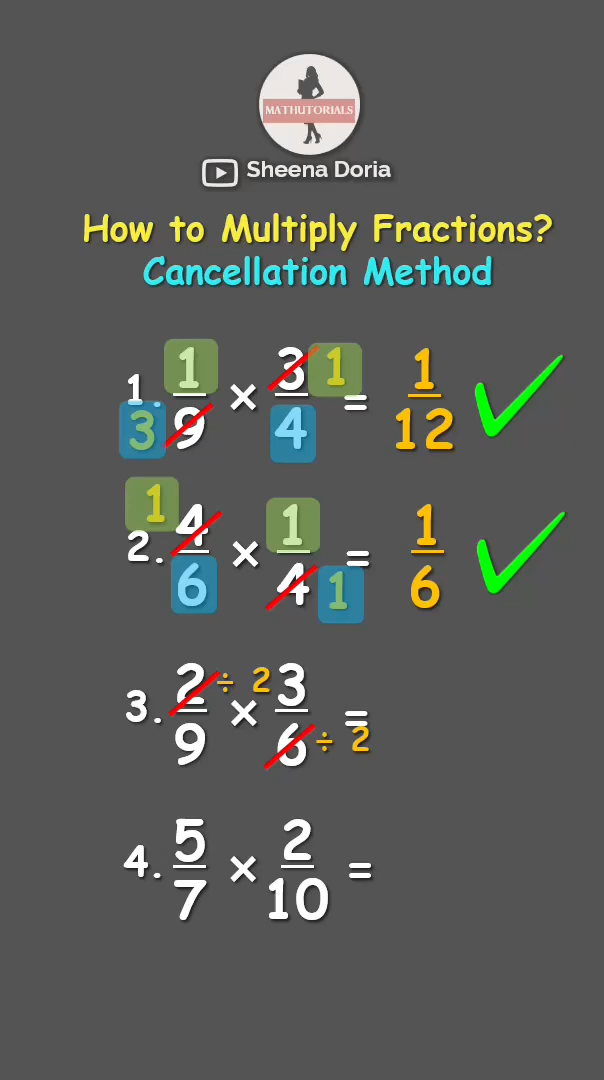 MATHUTORIALS
Sheena Doria
How to Multiply Fractions?
Cancellation Method
1. 1/9 3 × 3/4 1 = 1/12
2. 4/6 1 × 1/4 1 = 1/6
3. 2/9 ÷ 2 × 3/6 ÷ 2 =
4. 5/7 × 2/10 =